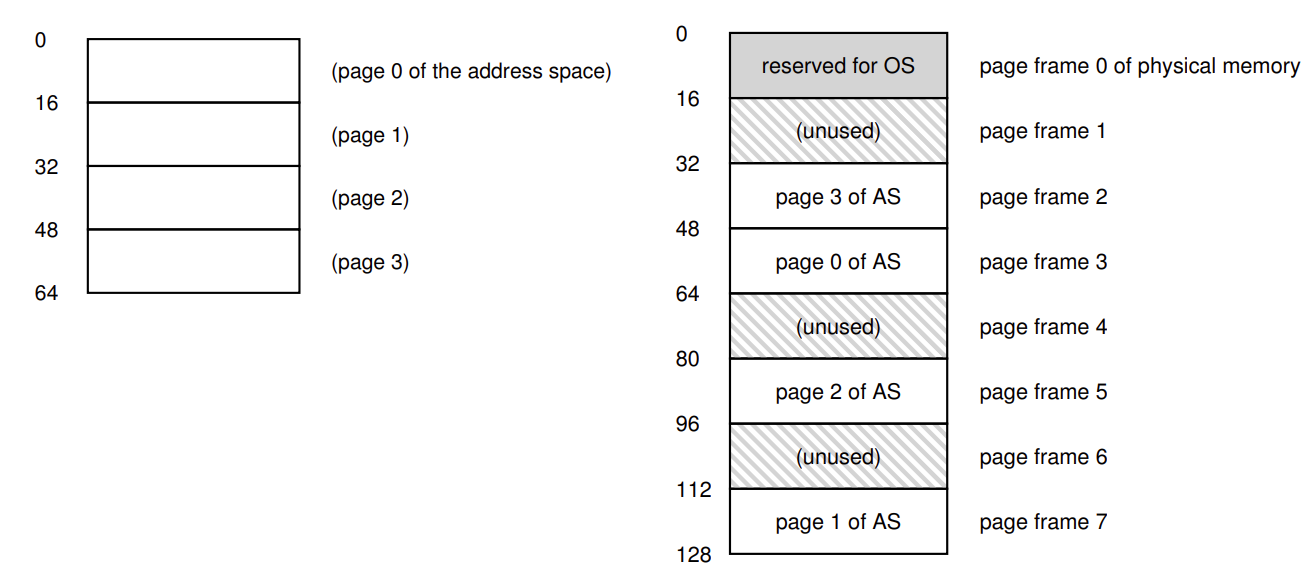 0
(page 0 of the address space)
16
(page 1)
32
(page 2)
48
(page 3)
64
0
reserved for OS
page frame 0 of physical memory
16
(unused)
page frame 1
32
page 3 of AS
page frame 2
48
page 0 of AS
page frame 3
64
(unused)
page frame 4
80
page 2 of AS
page frame 5
96
(unused)
page frame 6
112
page 1 of AS
page frame 7
128